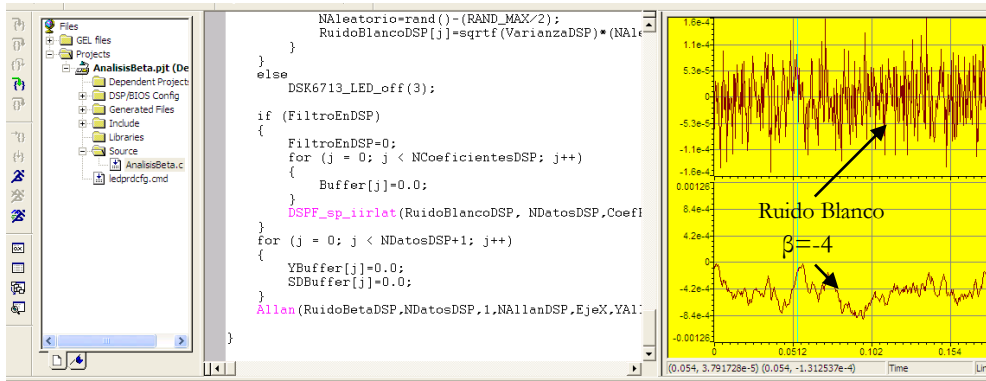 Files
GEL files
Projects
AnalisisBeta.pjt (De
Dependent Projects
DSP/BIOS Config
Generated Files
Include
Libraries
Source
AnalisisBeta.c
ledprdcfg.cmd
NAleatorio=rand()-(RAND_MAX/2);
RuidoBlancoDSP[j]=sqrtf(VarianzaDSP)*(NAle
}
}
else
DSK6713_LED_off(3);
if (FiltroEnDSP)
{
FiltroEnDSP=0;
for (j = 0; j < NCoeficientesDSP; j++)
{
Buffer[j]=0.0;
}
DSPF_sp_iirlat(RuidoBlancoDSP, NDatosDSP,CoefR
}
for (j = 0; j < NDatosDSP+1; j++)
{
YBuffer[j]=0.0;
SDBuffer[j]=0.0;
}
Allan(RuidoBetaDSP,NDatosDSP,1,NAllanDSP,EjeX,YAl
}
1.6e-4
1.1e-4
5.3e-5
0
-5.3e-5
-1.1e-4
-1.6e-4
0.00126
8.4e-4
4.2e-4
0
-4.2e-4
-8.4e-4
-0.00126
Ruido Blanco
β=-4
0 0.0512 0.102 0.154
(0.054, 3.791728e-5) (0.054, -1.312537e-4) Time Lin